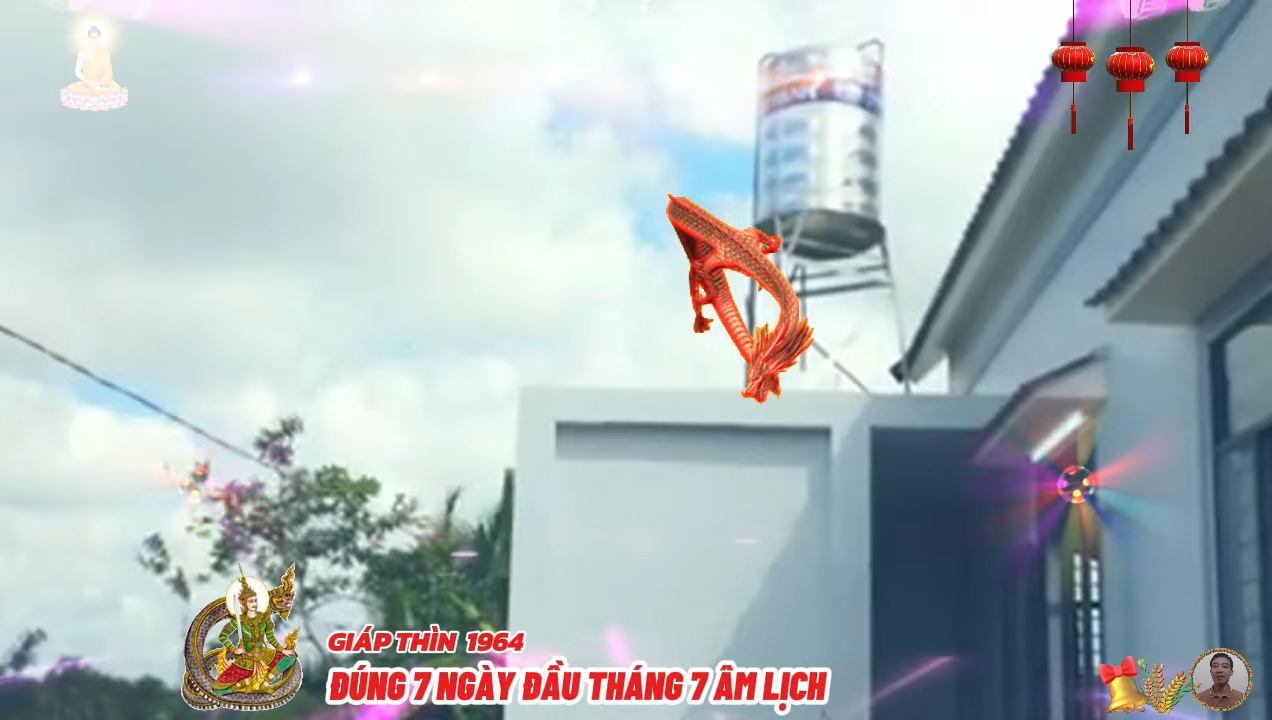 GIÁP THÌN 1964
ĐÚNG 7 NGÀY ĐẦU THÁNG 7 ÂM LỊCH